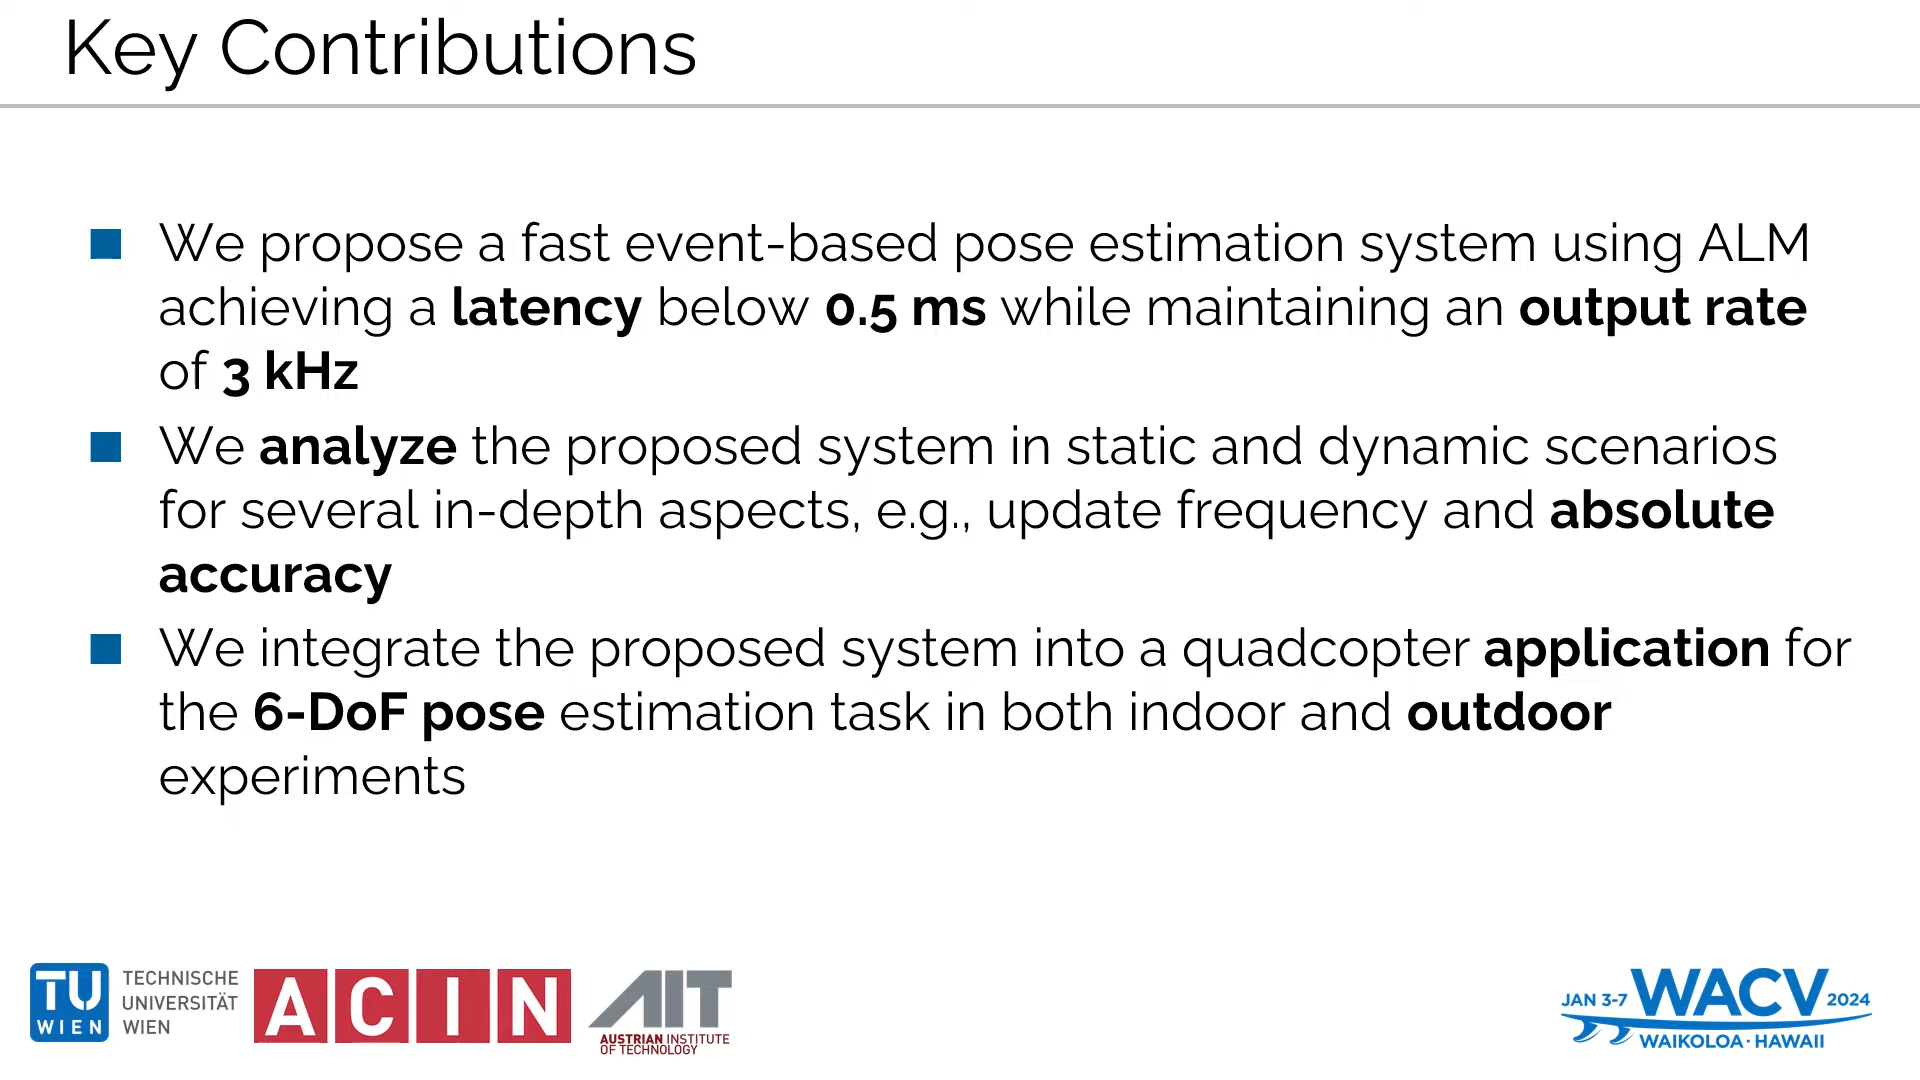 Key Contributions
We propose a fast event-based pose estimation system using ALM
achieving a latency below 0.5 ms while maintaining an output rate
of 3 kHz
We analyze the proposed system in static and dynamic scenarios
for several in-depth aspects, e.g., update frequency and absolute
accuracy
We integrate the proposed system into a quadcopter application for
the 6-DoF pose estimation task in both indoor and outdoor
experiments
TU
WIEN
TECHNISCHE
UNIVERSITÄT
WIEN
ACIN
AIT
AUSTRIAN INSTITUTE
OF TECHNOLOGY
JAN 3-7 WACV 2024
WAIKOLOA · HAWAII